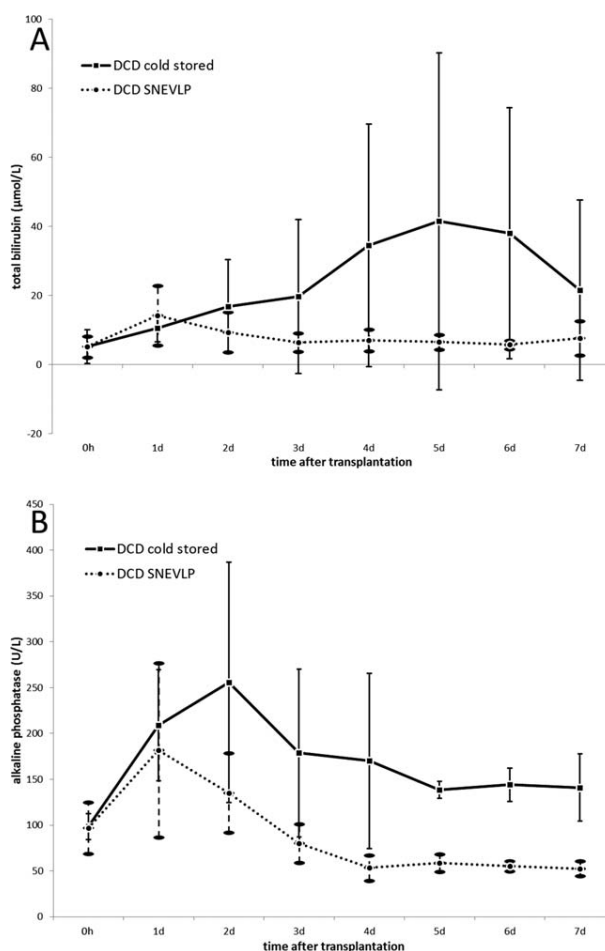 A
DCD cold stored
DCD SNEVLP
total bilirubin (μmol/L)
100
80
60
40
20
0
-20
0h 1d 2d 3d 4d 5d 6d 7d
time after transplantation
B
DCD cold stored
DCD SNEVLP
alkaline phosphatase (U/L)
450
400
350
300
250
200
150
100
50
0
0h 1d 2d 3d 4d 5d 6d 7d
time after transplantation